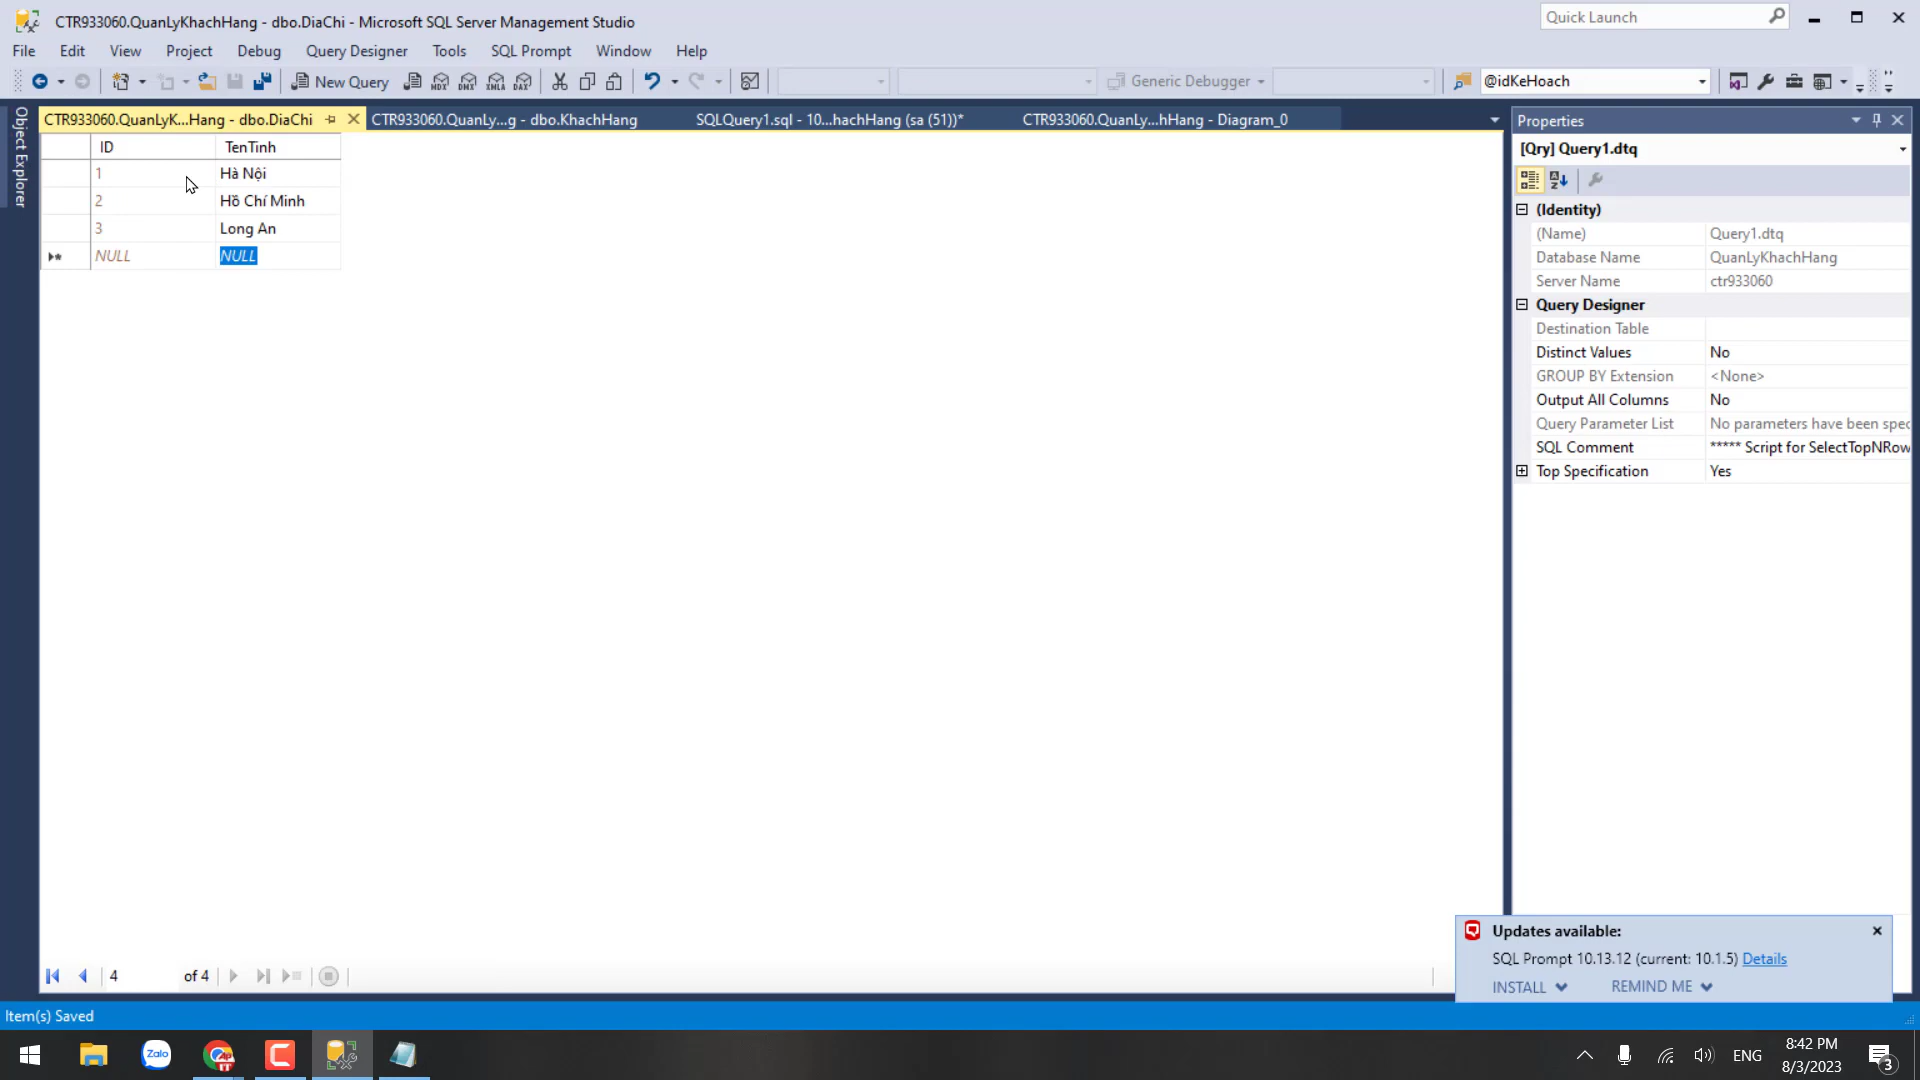 CTR933060.QuanLyKhachHang - dbo.DiaChi - Microsoft SQL Server Management Studio
Quick Launch
File Edit View Project Debug Query Designer Tools SQL Prompt Window Help
New Query
MDX DMX XMLA DAX
Generic Debugger
@idKeHoach
Object Explorer
CTR933060.QuanLyK...Hang - dbo.DiaChi
CTR933060.QuanLy...g - dbo.KhachHang
SQLQuery1.sql - 10...hachHang (sa (51))*
CTR933060.QuanLy...hHang - Diagram_0
ID TenTinh
1 Hà Nội
2 Hồ Chí Minh
3 Long An
NULL NULL
4 of 4
Properties
[Qry] Query1.dtq
(Identity)
(Name) Query1.dtq
Database Name QuanLyKhachHang
Server Name ctr933060
Query Designer
Destination Table
Distinct Values No
GROUP BY Extension <None>
Output All Columns No
Query Parameter List No parameters have been spec
SQL Comment ***** Script for SelectTopNRow
Top Specification Yes
Updates available:
SQL Prompt 10.13.12 (current: 10.1.5) Details
INSTALL REMIND ME
Item(s) Saved
Zalo
ENG
8:42 PM
8/3/2023
3